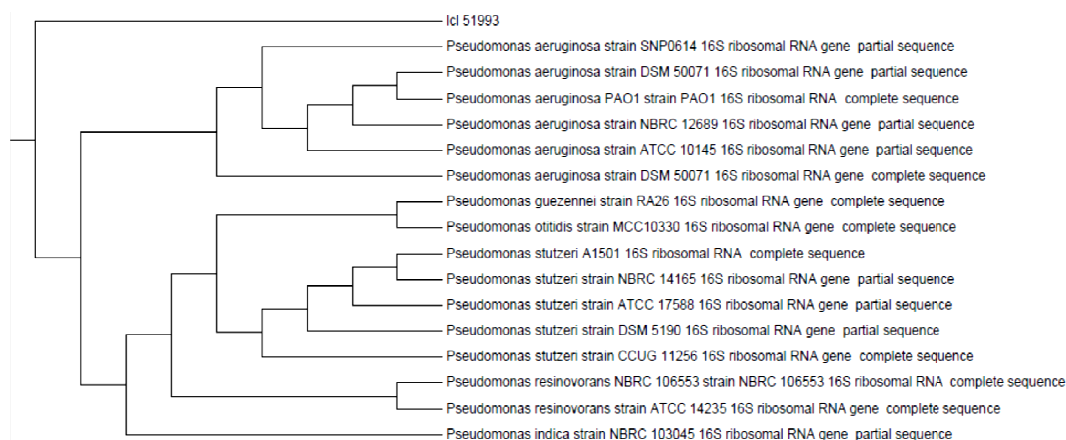 lcl 51993
Pseudomonas aeruginosa strain SNP0614 16S ribosomal RNA gene partial sequence
Pseudomonas aeruginosa strain DSM 50071 16S ribosomal RNA gene partial sequence
Pseudomonas aeruginosa PAO1 strain PAO1 16S ribosomal RNA complete sequence
Pseudomonas aeruginosa strain NBRC 12689 16S ribosomal RNA gene partial sequence
Pseudomonas aeruginosa strain ATCC 10145 16S ribosomal RNA gene partial sequence
Pseudomonas aeruginosa strain DSM 50071 16S ribosomal RNA gene complete sequence
Pseudomonas guezennei strain RA26 16S ribosomal RNA gene complete sequence
Pseudomonas otitidis strain MCC10330 16S ribosomal RNA gene complete sequence
Pseudomonas stutzeri A1501 16S ribosomal RNA complete sequence
Pseudomonas stutzeri strain NBRC 14165 16S ribosomal RNA gene partial sequence
Pseudomonas stutzeri strain ATCC 17588 16S ribosomal RNA gene partial sequence
Pseudomonas stutzeri strain DSM 5190 16S ribosomal RNA gene partial sequence
Pseudomonas stutzeri strain CCUG 11256 16S ribosomal RNA gene complete sequence
Pseudomonas resinovorans NBRC 106553 strain NBRC 106553 16S ribosomal RNA complete sequence
Pseudomonas resinovorans strain ATCC 14235 16S ribosomal RNA gene complete sequence
Pseudomonas indica strain NBRC 103045 16S ribosomal RNA gene partial sequence